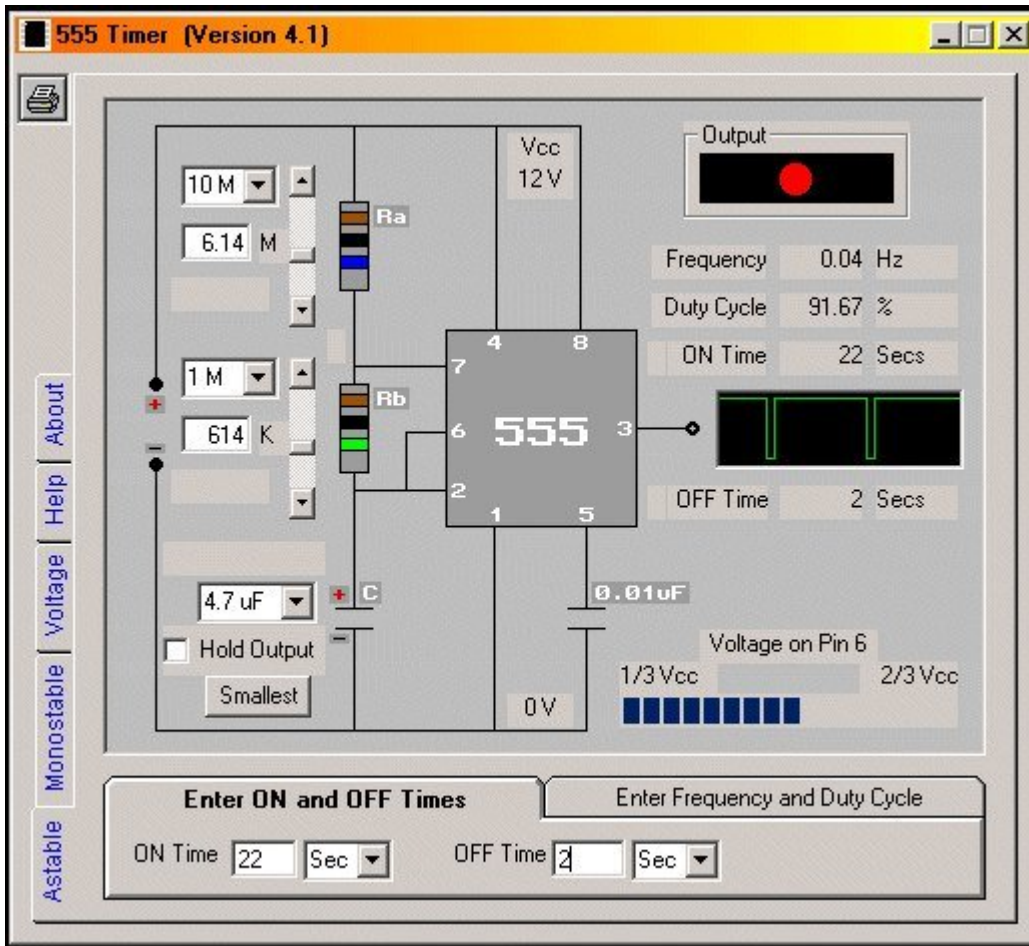 555 Timer (Version 4.1)
Output
Vcc
12 V
10 M
Ra
6.14 M
Frequency 0.04 Hz
Duty Cycle 91.67 %
4 8
ON Time 22 Secs
7
1 M
Rb
+
614 K
6 555 3
-
2
OFF Time 2 Secs
1 5
4.7 uF
+ C
0.01uF
-
Hold Output
Voltage on Pin 6
1/3 Vcc 2/3 Vcc
Smallest
0 V
About
Help
Voltage
Monostable
Astable
Enter ON and OFF Times
Enter Frequency and Duty Cycle
ON Time 22 Sec OFF Time 2 Sec